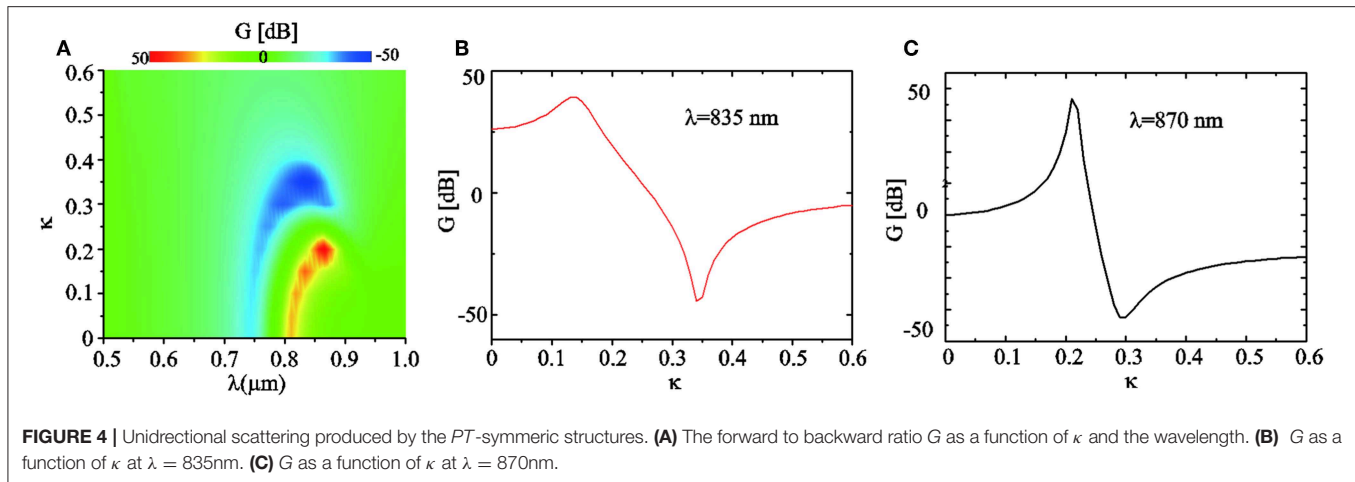 G [dB]
A
50
0
-50
0.6
0.5
0.4
0.3
0.2
0.1
0
κ
0.5
0.6
0.7
0.8
0.9
1.0
λ(μm)
B
50
0
-50
G [dB]
λ=835 nm
0
0.1
0.2
0.3
0.4
0.5
0.6
κ
C
50
0
-50
G [dB]
λ=870 nm
0
0.1
0.2
0.3
0.4
0.5
0.6
κ
FIGURE 4 | Unidrectional scattering produced by the PT-symmeric structures. (A) The forward to backward ratio G as a function of κ and the wavelength. (B) G as a
function of κ at λ = 835nm. (C) G as a function of κ at λ = 870nm.